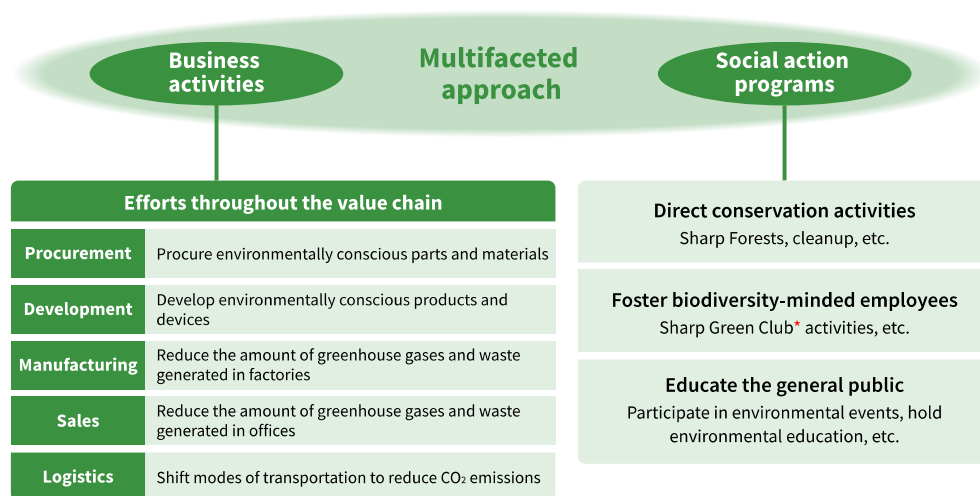 Business
activities
Multifaceted
approach
Social action
programs
Efforts throughout the value chain
Procurement
Procure environmentally conscious parts and materials
Development
Develop environmentally conscious products and
devices
Manufacturing
Reduce the amount of greenhouse gases and waste
generated in factories
Sales
Reduce the amount of greenhouse gases and waste
generated in offices
Logistics
Shift modes of transportation to reduce CO₂ emissions
Direct conservation activities
Sharp Forests, cleanup, etc.
Foster biodiversity-minded employees
Sharp Green Club* activities, etc.
Educate the general public
Participate in environmental events, hold
environmental education, etc.